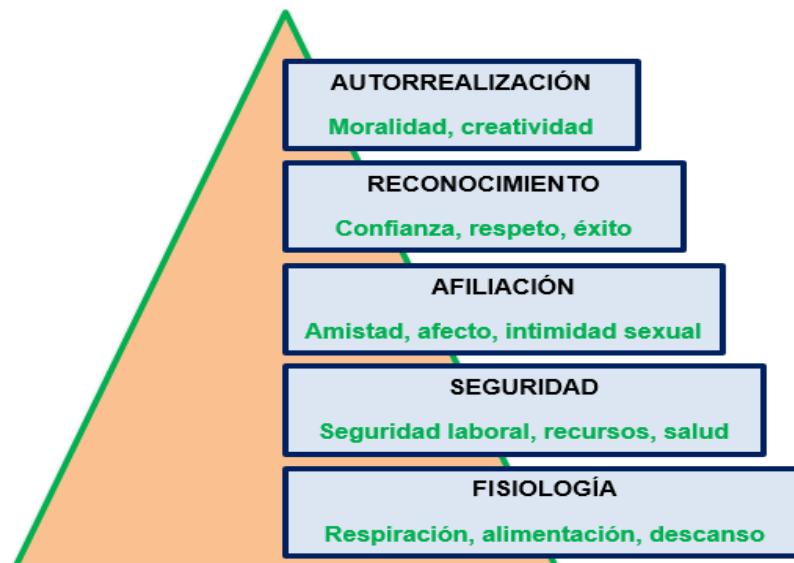 AUTORREALIZACIÓN
Moralidad, creatividad
RECONOCIMIENTO
Confianza, respeto, éxito
AFILIACIÓN
Amistad, afecto, intimidad sexual
SEGURIDAD
Seguridad laboral, recursos, salud
FISIOLOGÍA
Respiración, alimentación, descanso